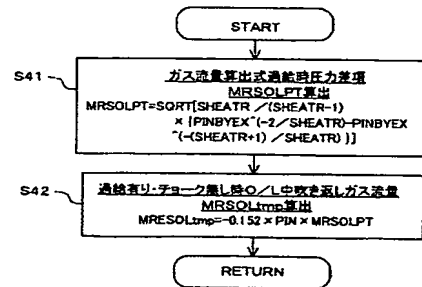 START
S41
ガス流量算出式過給時圧力差項
MRSOLPT算出
MRSOLPT=SQRT[SHEATR/(SHEATR-1)
×{PINBYEX^(-2/SHEATR)-PINBYEX
^(-(SHEATR+1)/SHEATR)}]
S42
過給有り・チョーク無し時O/L中吹き返しガス流量
MRSOLtmp算出
MRESOLtmp=-0.152×PIN×MRSOLPT
RETURN